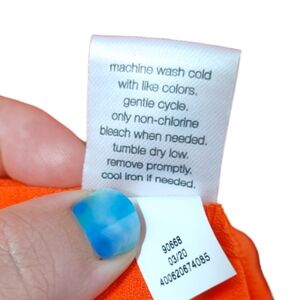 machine wash cold
with like colors.
gentle cycle.
only non-chlorine
bleach when needed.
tumble dry low.
remove promptly.
cool iron if needed.
90668
03/20
400620674085